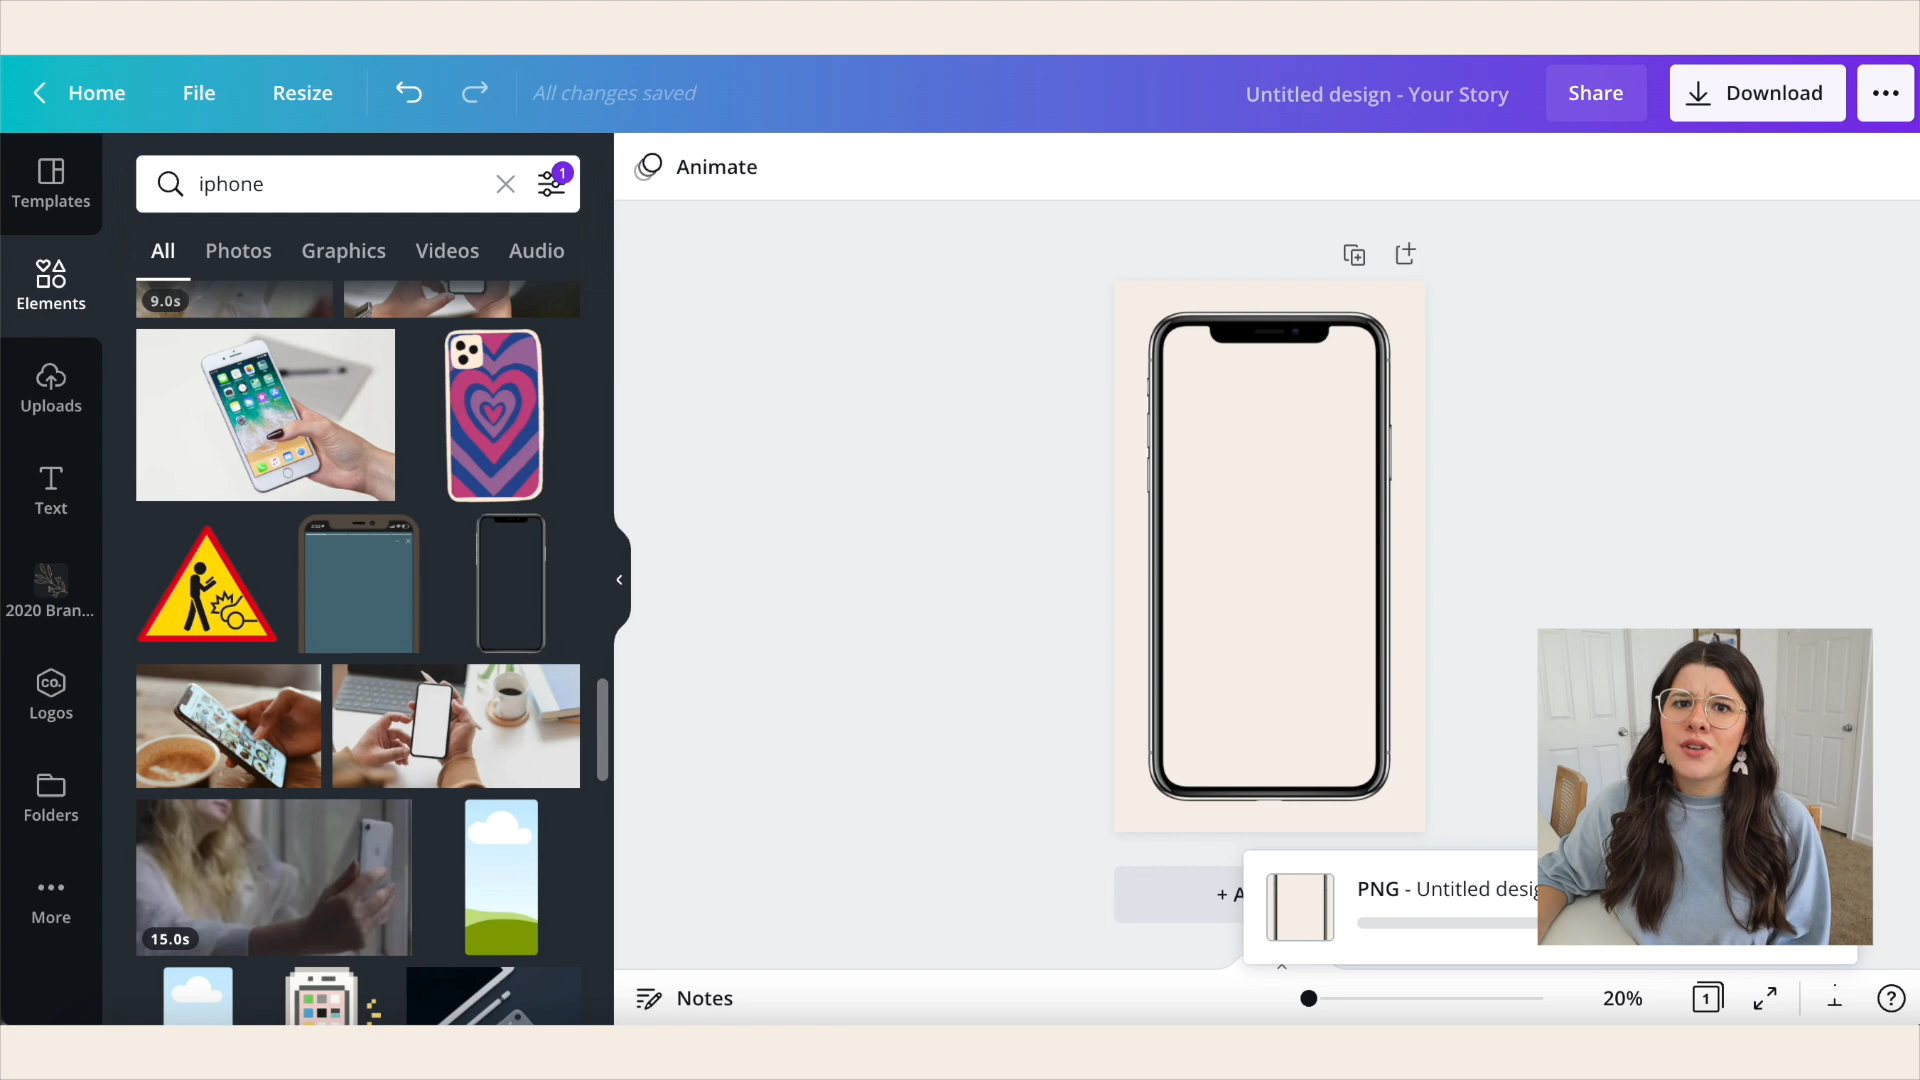 Home File Resize All changes saved Untitled design - Your Story Share Download
Templates
Elements
Uploads
Text
2020 Bran...
CO.
Logos
Folders
More
iphone
1
All Photos Graphics Videos Audio
9.0s
15.0s
Animate
+ A
PNG - Untitled desig
Notes
20%
1
?